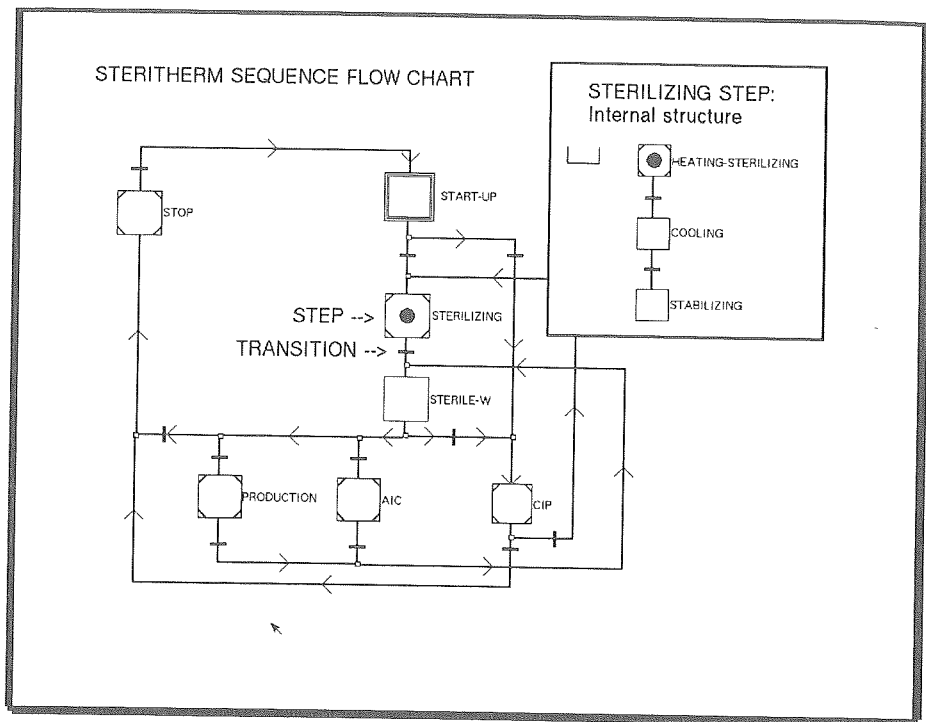 STERITHERM SEQUENCE FLOW CHART
STERILIZING STEP:
Internal structure
HEATING-STERILIZING
COOLING
STABILIZING
START-UP
STOP
STEP --> STERILIZING
TRANSITION -->
STERILE-W
PRODUCTION
AIC
CIP